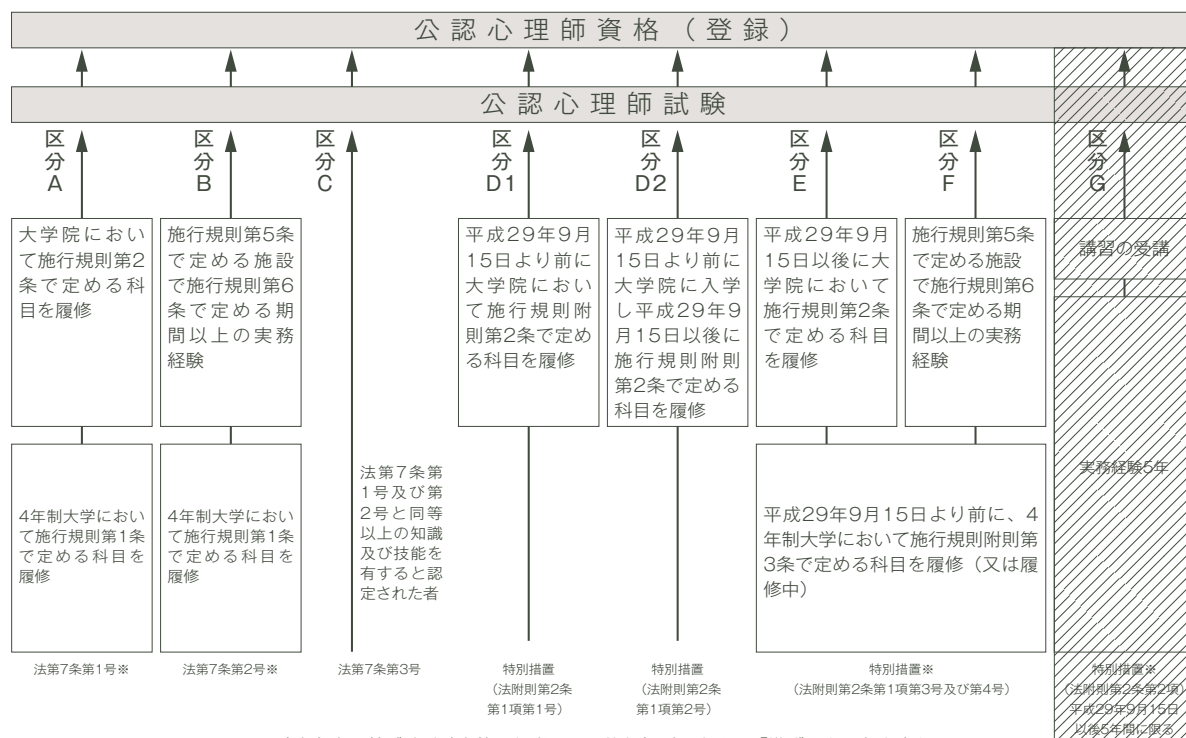 公認心理師資格（登録）
公認心理師試験
区分A
区分B
区分C
区分D1
区分D2
区分E
区分F
区分G
大学院におい
て施行規則第2
条で定める科
目を履修
施行規則第5条
で定める施設
で施行規則第6
条で定める期
間以上の実務
経験
平成29年9月
15日より前に
大学院におい
て施行規則附
則第2条で定め
る科目を履修
平成29年9月
15日より前に
大学院に入学
し平成29年9
月15日以後に
施行規則附則
第2条で定める
科目を履修
平成29年9月
15日以後に大
学院において
施行規則第2条
で定める科目
を履修
施行規則第5条
で定める施設
で施行規則第6
条で定める期
間以上の実務
経験
講習の受講
4年制大学におい
て施行規則第1条
で定める科目を
履修
4年制大学におい
て施行規則第1条
で定める科目を
履修
法第7条第
1号及び第
2号と同等
以上の知識
及び技能を
有すると認
定された者
平成29年9月15日より前に、4
年制大学において施行規則附則第
3条で定める科目を履修（又は履
修中）
実務経験5年
法第7条第1号※
法第7条第2号※
法第7条第3号
特別措置
（法附則第2条
第1項第1号）
特別措置
（法附則第2条
第1項第2号）
特別措置※
（法附則第2条第1項第3号及び第4号）
特別措置※
（法附則第2条第2項）
平成29年9月15日
以後5年間に限る